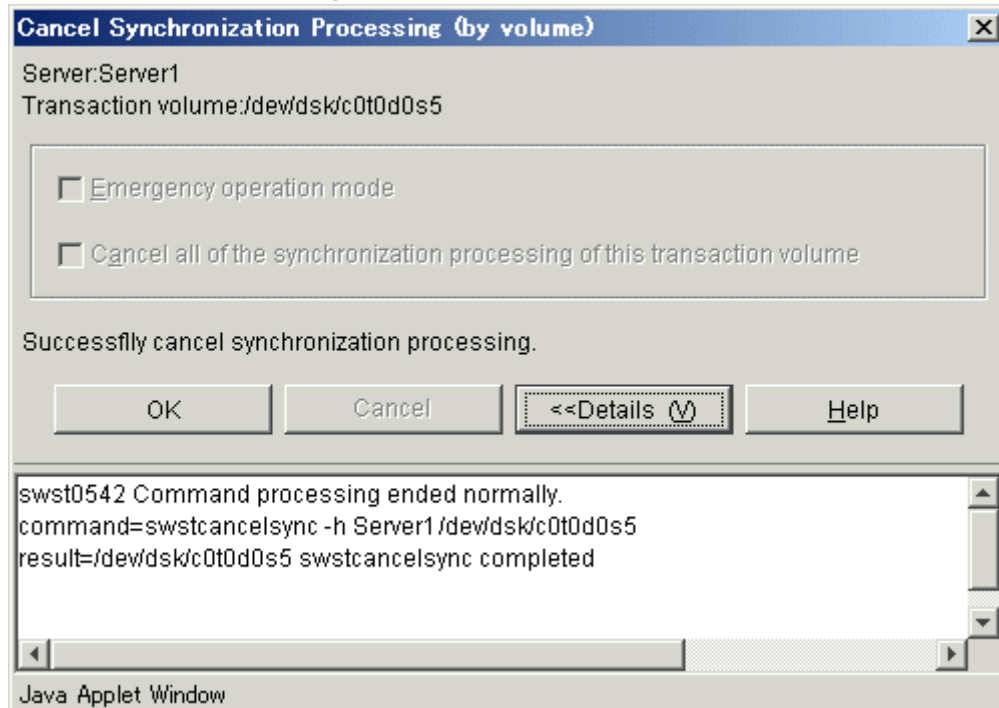 Cancel Synchronization Processing (by volume)
Server:Server1
Transaction volume:/dev/dsk/c0t0d0s5
Emergency operation mode
Cancel all of the synchronization processing of this transaction volume
Successflly cancel synchronization processing.
OK Cancel <<Details (V) Help
swst0542 Command processing ended normally.
command=swstcancelsync -h Server1 /dev/dsk/c0t0d0s5
result=/dev/dsk/c0t0d0s5 swstcancelsync completed
Java Applet Window